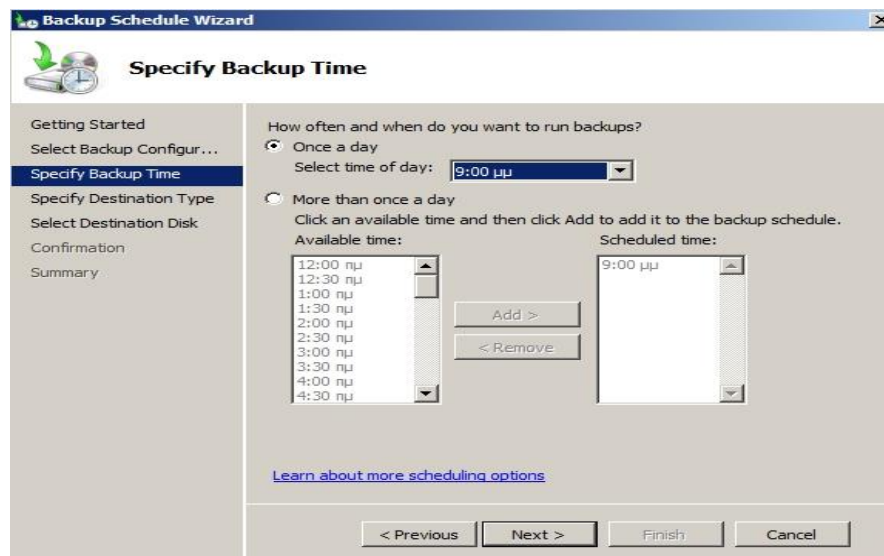 Backup Schedule Wizard
Specify Backup Time
Getting Started
Select Backup Configur...
Specify Backup Time
Specify Destination Type
Select Destination Disk
Confirmation
Summary
How often and when do you want to run backups?
Once a day
Select time of day: 9:00 μμ
More than once a day
Click an available time and then click Add to add it to the backup schedule.
Available time:
12:00 πμ
12:30 πμ
1:00 πμ
1:30 πμ
2:00 πμ
2:30 πμ
3:00 πμ
3:30 πμ
4:00 πμ
4:30 πμ
Add >
< Remove
Scheduled time:
9:00 μμ
Learn about more scheduling options
< Previous
Next >
Finish
Cancel